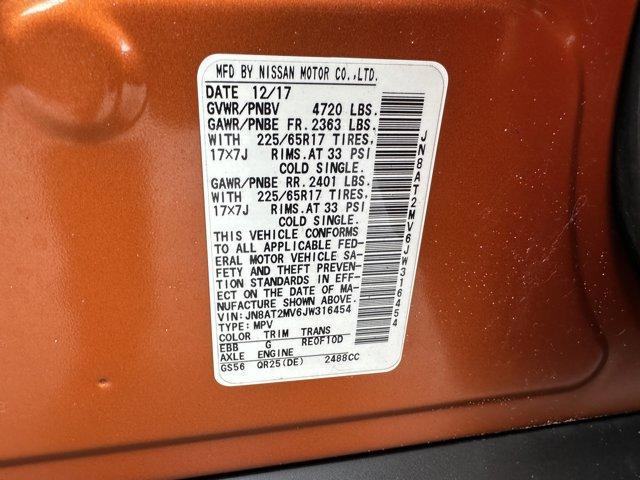 MFD BY NISSAN MOTOR CO.,LTD.
DATE 12/17
GVWR/PNBV 4720 LBS.
GAWR/PNBE FR. 2363 LBS.
WITH 225/65R17 TIRES,
17×7J RIMS.AT 33 PSI
COLD SINGLE.
GAWR/PNBE RR. 2401 LBS.
WITH 225/65R17 TIRES,
17×7J RIMS.AT 33 PSI
COLD SINGLE.
THIS VEHICLE CONFORMS
TO ALL APPLICABLE FED-
ERAL MOTOR VEHICLE SA-
FETY AND THEFT PREVEN-
TION STANDARDS IN EFF-
ECT ON THE DATE OF MA-
NUFACTURE SHOWN ABOVE.
VIN:JN8AT2MV6JW316454
TYPE: MPV
COLOR TRIM TRANS
EBB G RE0F10D
AXLE ENGINE
GS56 QR25(DE) 2488CC
JN8AT2MV6JW316454